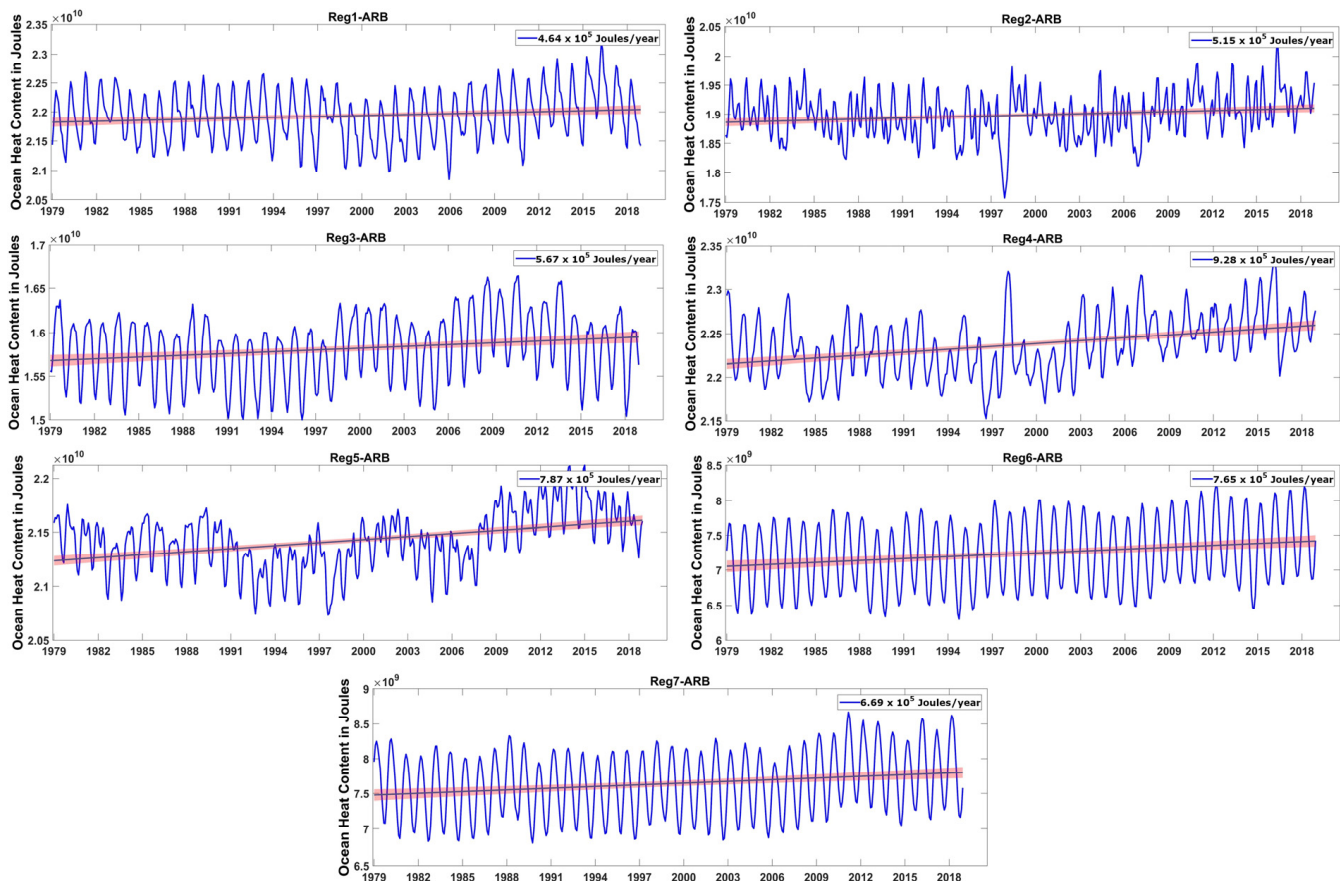 Reg1-ARB
×10^10
Ocean Heat Content in Joules
4.64 x 10^5 Joules/year
2.35
2.3
2.25
2.2
2.15
2.1
2.05
1979 1982 1985 1988 1991 1994 1997 2000 2003 2006 2009 2012 2015 2018
Reg2-ARB
×10^10
Ocean Heat Content in Joules
5.15 x 10^5 Joules/year
2.05
2
1.95
1.9
1.85
1.8
1.75
1979 1982 1985 1988 1991 1994 1997 2000 2003 2006 2009 2012 2015 2018
Reg3-ARB
×10^10
Ocean Heat Content in Joules
5.67 x 10^5 Joules/year
1.7
1.65
1.6
1.55
1.5
1979 1982 1985 1988 1991 1994 1997 2000 2003 2006 2009 2012 2015 2018
Reg4-ARB
×10^10
Ocean Heat Content in Joules
9.28 x 10^5 Joules/year
2.35
2.3
2.25
2.2
2.15
1979 1982 1985 1988 1991 1994 1997 2000 2003 2006 2009 2012 2015 2018
Reg5-ARB
×10^10
Ocean Heat Content in Joules
7.87 x 10^5 Joules/year
2.2
2.15
2.1
2.05
1979 1982 1985 1988 1991 1994 1997 2000 2003 2006 2009 2012 2015 2018
Reg6-ARB
×10^9
Ocean Heat Content in Joules
7.65 x 10^5 Joules/year
8.5
8
7.5
7
6.5
6
1979 1982 1985 1988 1991 1994 1997 2000 2003 2006 2009 2012 2015 2018
Reg7-ARB
×10^9
Ocean Heat Content in Joules
6.69 x 10^5 Joules/year
9
8.5
8
7.5
7
6.5
1979 1982 1985 1988 1991 1994 1997 2000 2003 2006 2009 2012 2015 2018